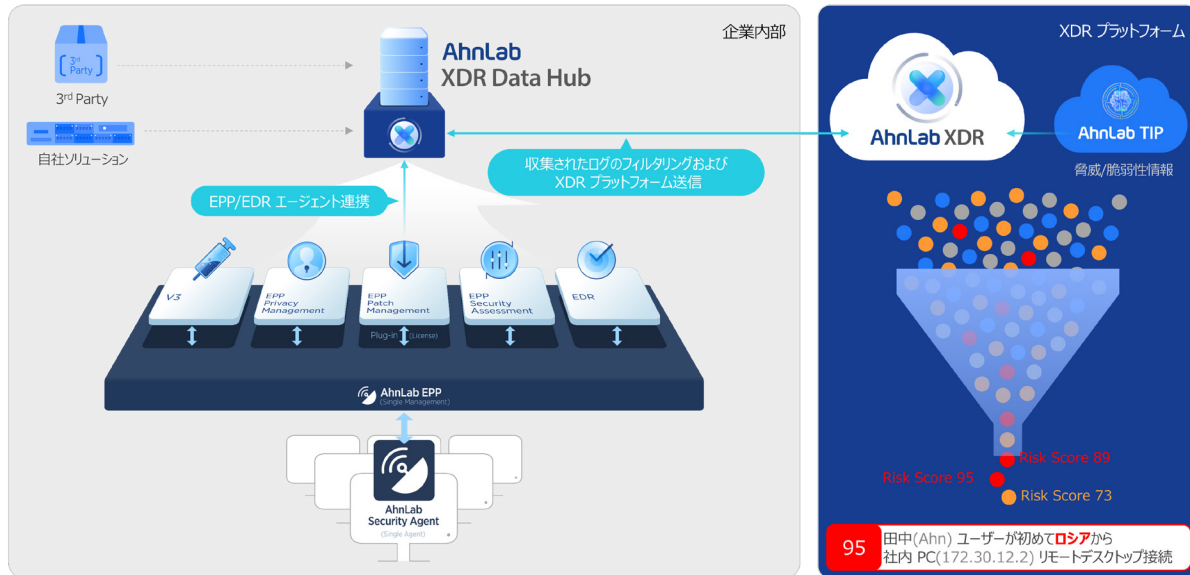 企業内部
3rd Party
3rd Party
自社ソリューション
AhnLab
XDR Data Hub
収集されたログのフィルタリングおよび
XDR プラットフォーム送信
EPP/EDR エージェント連携
V3
EPP
Privacy
Management
EPP
Patch
Management
EPP
Security
Assessment
EDR
Plug-in (License)
AhnLab EPP
(Single Management)
AhnLab
Security Agent
(Single Agent)
XDR プラットフォーム
AhnLab XDR
AhnLab TIP
脅威/脆弱性情報
Risk Score 89
Risk Score 95
Risk Score 73
95
田中(Ahn) ユーザーが初めてロシアから
社内 PC(172.30.12.2) リモートデスクトップ接続